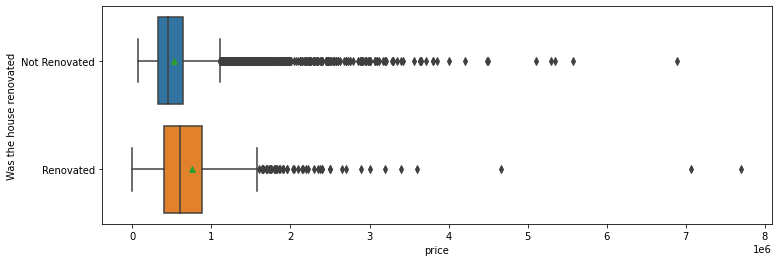 Was the house renovated
Not Renovated
Renovated
0 1 2 3 4 5 6 7 8
price
1e6